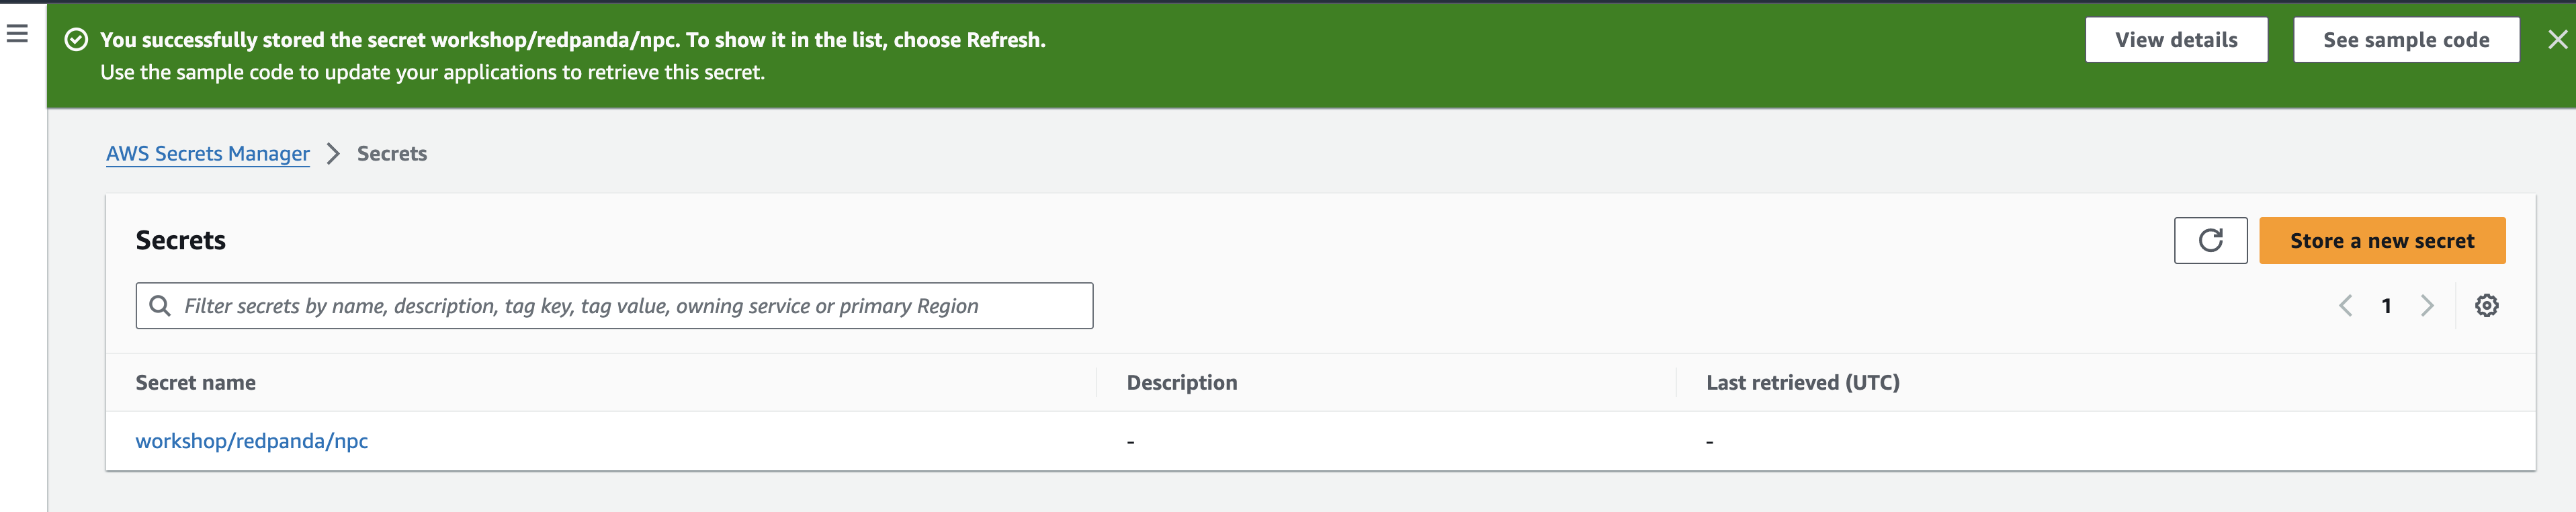 You successfully stored the secret workshop/redpanda/npc. To show it in the list, choose Refresh.
Use the sample code to update your applications to retrieve this secret.
View details
See sample code
AWS Secrets Manager
Secrets
Secrets
Store a new secret
Filter secrets by name, description, tag key, tag value, owning service or primary Region
1
Secret name
Description
Last retrieved (UTC)
workshop/redpanda/npc
-
-